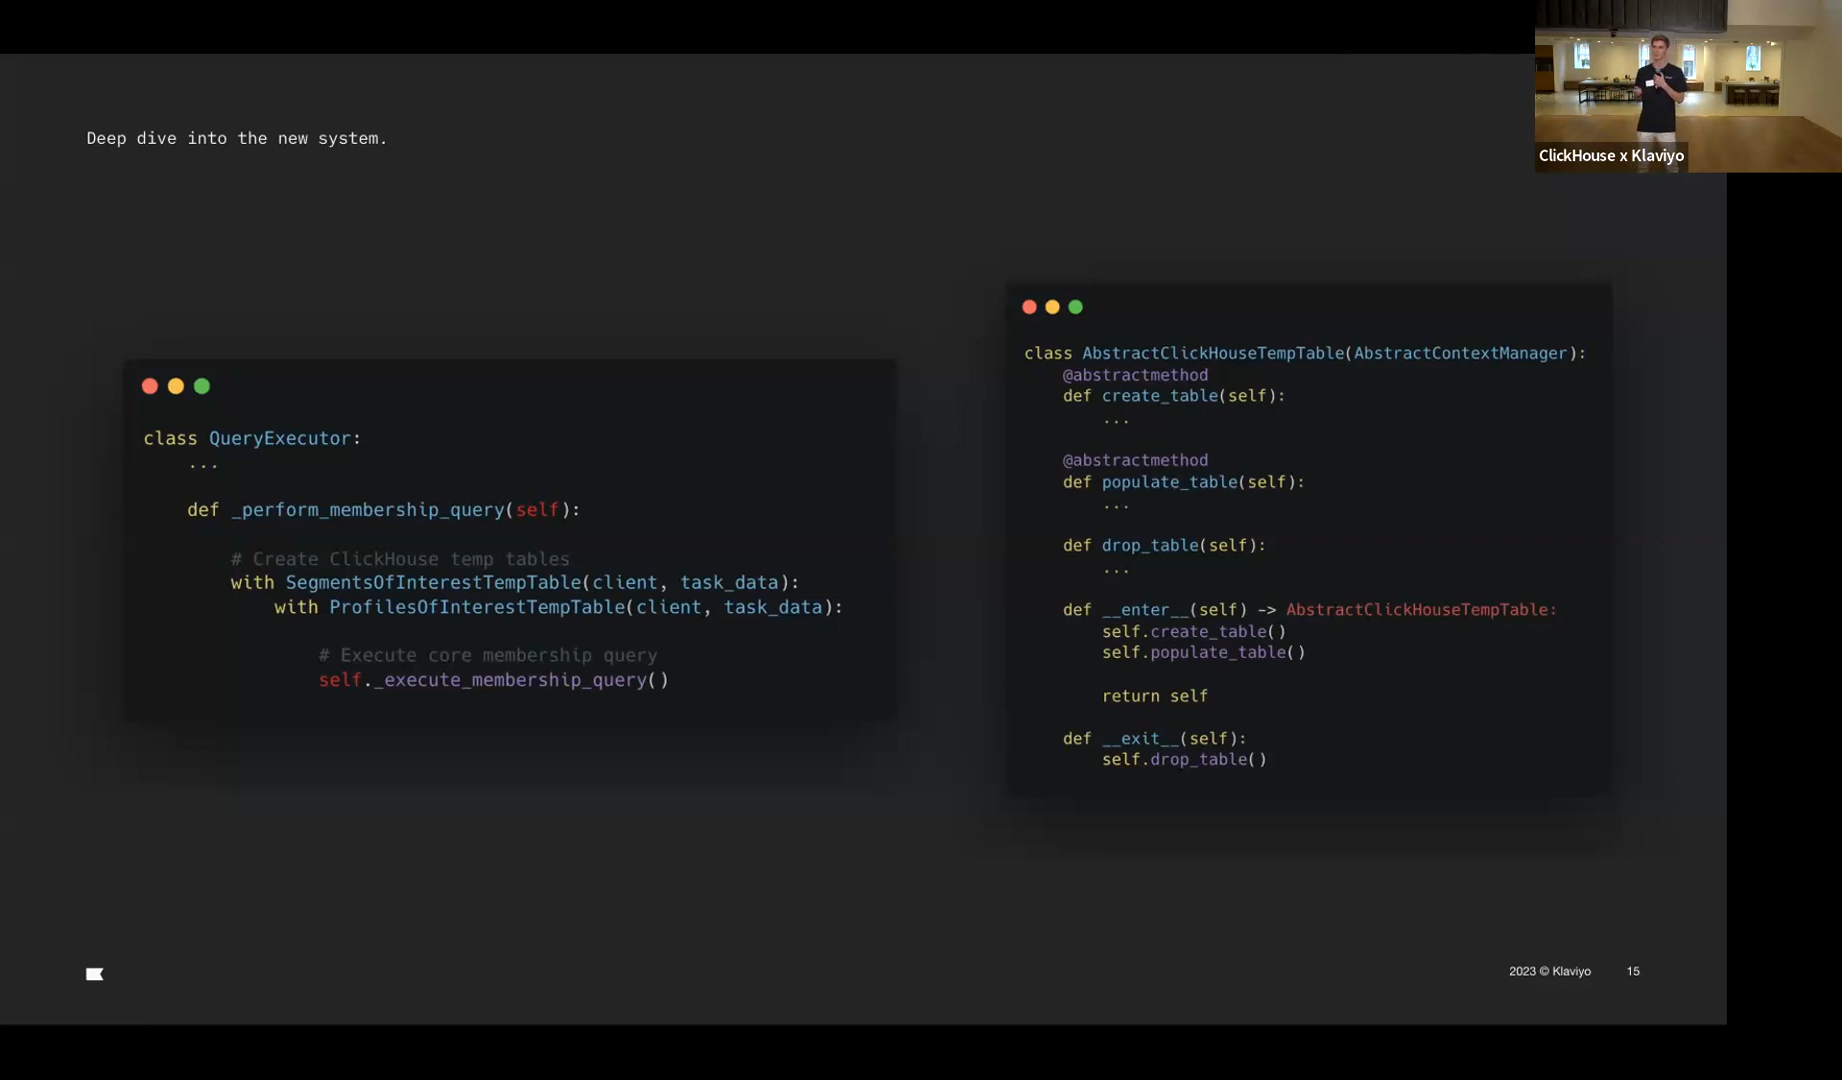 Deep dive into the new system.
ClickHouse x Klaviyo
class QueryExecutor:
...
def _perform_membership_query(self):
# Create ClickHouse temp tables
with SegmentsOfInterestTempTable(client, task_data):
with ProfilesOfInterestTempTable(client, task_data):
# Execute core membership query
self._execute_membership_query()
class AbstractClickHouseTempTable(AbstractContextManager):
@abstractmethod
def create_table(self):
...
@abstractmethod
def populate_table(self):
...
def drop_table(self):
...
def __enter__(self) -> AbstractClickHouseTempTable:
self.create_table()
self.populate_table()
return self
def __exit__(self):
self.drop_table()
2023 © Klaviyo 15